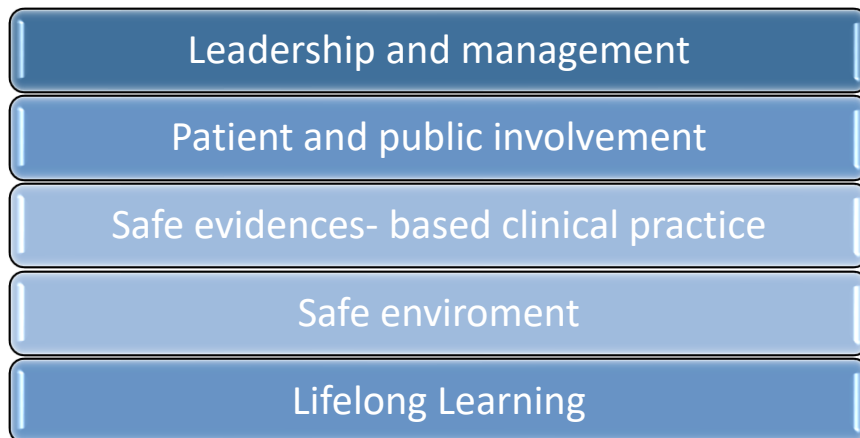 Leadership and management
Patient and public involvement
Safe evidences- based clinical practice
Safe enviroment
Lifelong Learning